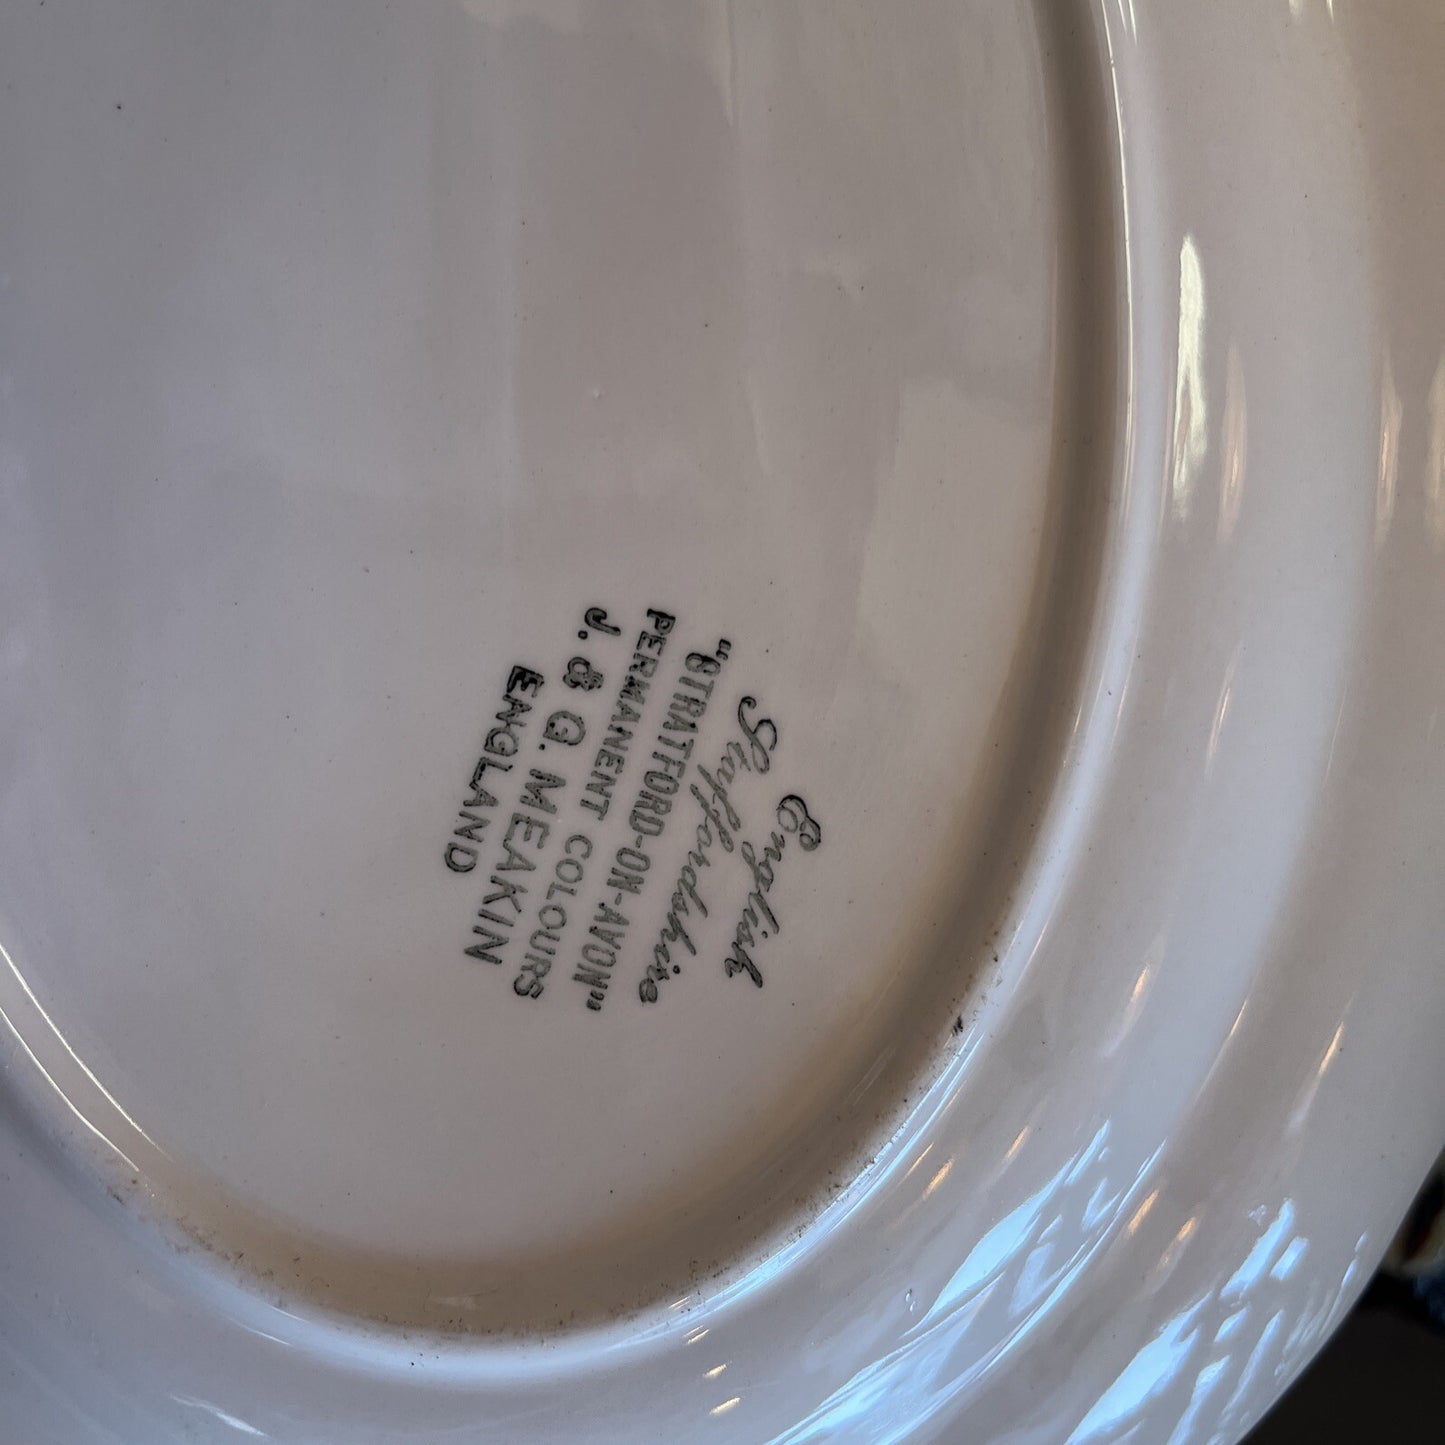 English
Staffordshire
"STRATFORD-ON-AVON"
PERMANENT COLOURS
J. & G. MEAKIN
ENGLAND